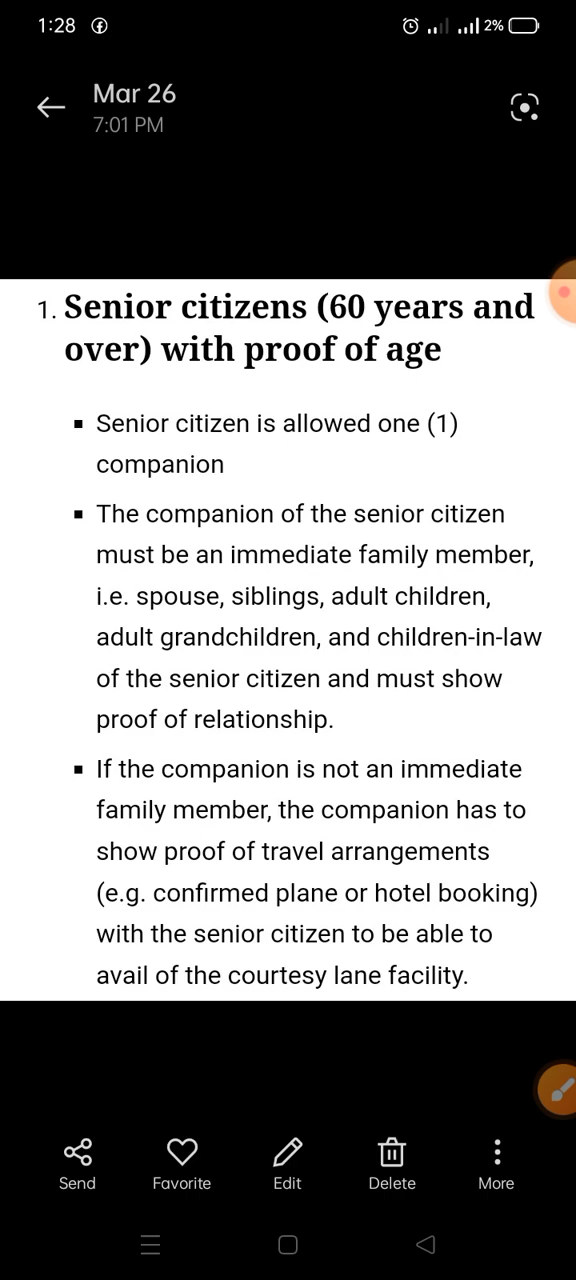 1:28
2%
Mar 26
7:01 PM
1. Senior citizens (60 years and
over) with proof of age
▪ Senior citizen is allowed one (1)
companion
▪ The companion of the senior citizen
must be an immediate family member,
i.e. spouse, siblings, adult children,
adult grandchildren, and children-in-law
of the senior citizen and must show
proof of relationship.
▪ If the companion is not an immediate
family member, the companion has to
show proof of travel arrangements
(e.g. confirmed plane or hotel booking)
with the senior citizen to be able to
avail of the courtesy lane facility.
Send Favorite Edit Delete More